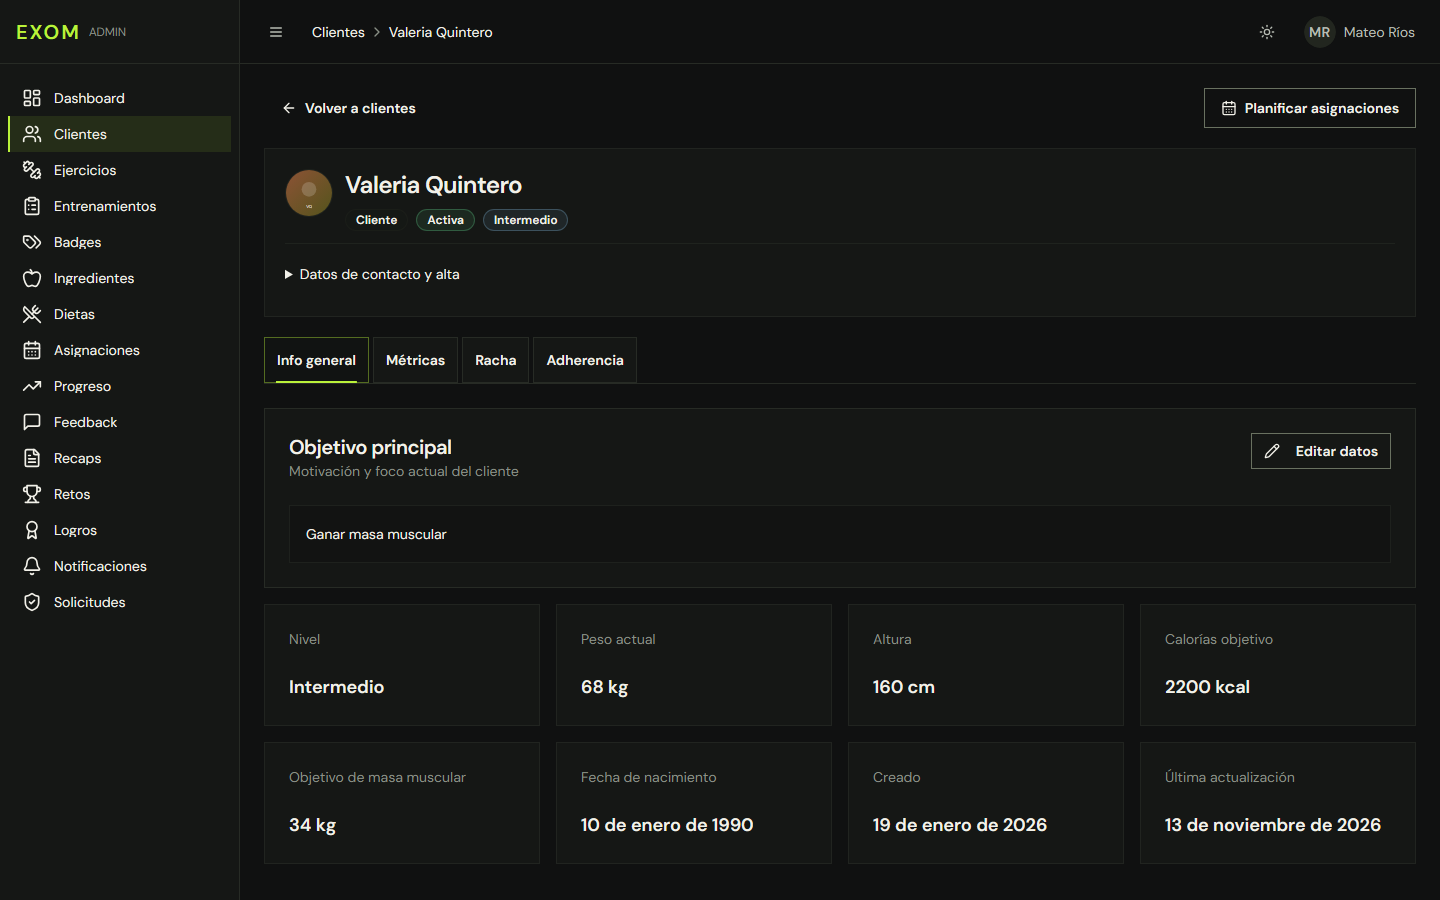 EXOM ADMIN
Clientes > Valeria Quintero
MR Mateo Ríos
Dashboard
Clientes
Ejercicios
Entrenamientos
Badges
Ingredientes
Dietas
Asignaciones
Progreso
Feedback
Recaps
Retos
Logros
Notificaciones
Solicitudes
Volver a clientes
Planificar asignaciones
Valeria Quintero
Cliente Activa Intermedio
Datos de contacto y alta
Info general Métricas Racha Adherencia
Objetivo principal
Motivación y foco actual del cliente
Editar datos
Ganar masa muscular
Nivel
Intermedio
Peso actual
68 kg
Altura
160 cm
Calorías objetivo
2200 kcal
Objetivo de masa muscular
34 kg
Fecha de nacimiento
10 de enero de 1990
Creado
19 de enero de 2026
Última actualización
13 de noviembre de 2026